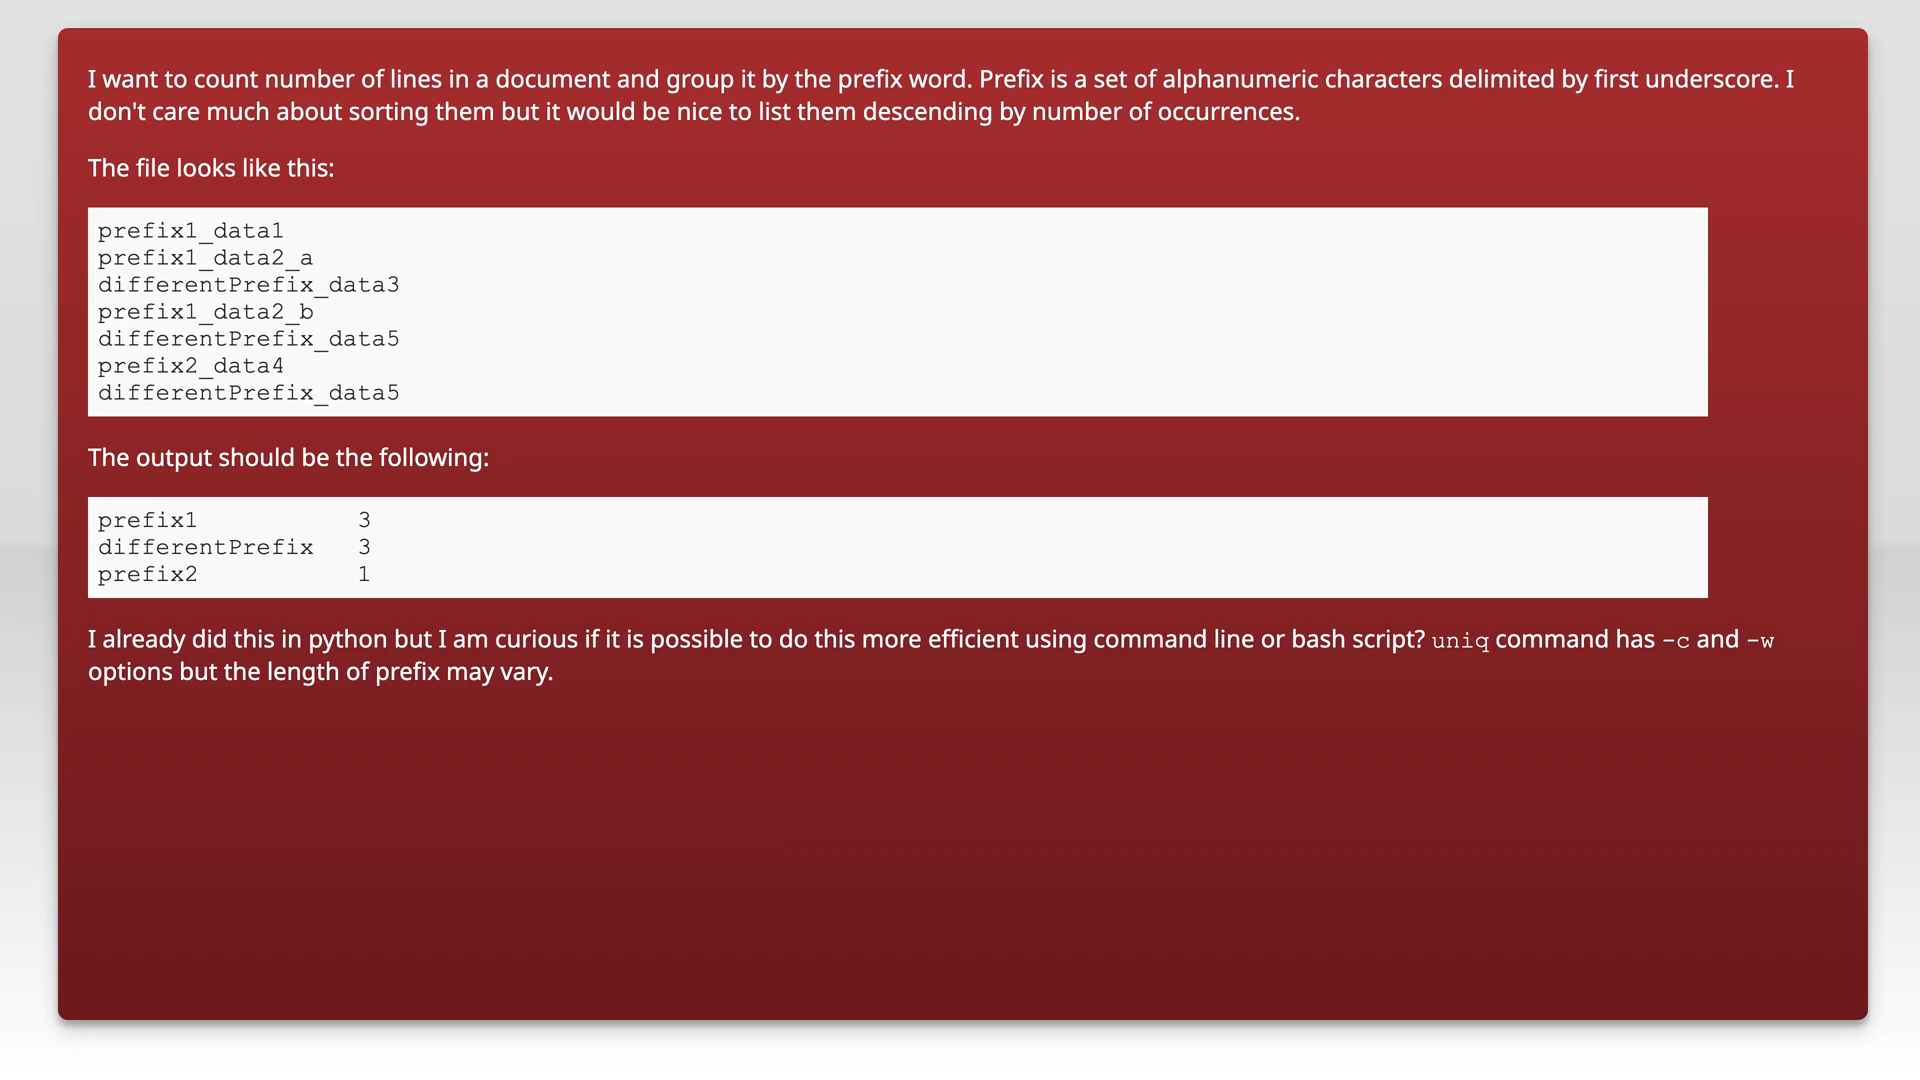 I want to count number of lines in a document and group it by the prefix word. Prefix is a set of alphanumeric characters delimited by first underscore. I
don't care much about sorting them but it would be nice to list them descending by number of occurrences.
The file looks like this:
prefix1_data1
prefix1_data2_a
differentPrefix_data3
prefix1_data2_b
differentPrefix_data5
prefix2_data4
differentPrefix_data5
The output should be the following:
prefix1           3
differentPrefix   3
prefix2           1
I already did this in python but I am curious if it is possible to do this more efficient using command line or bash script? uniq command has -c and -w
options but the length of prefix may vary.